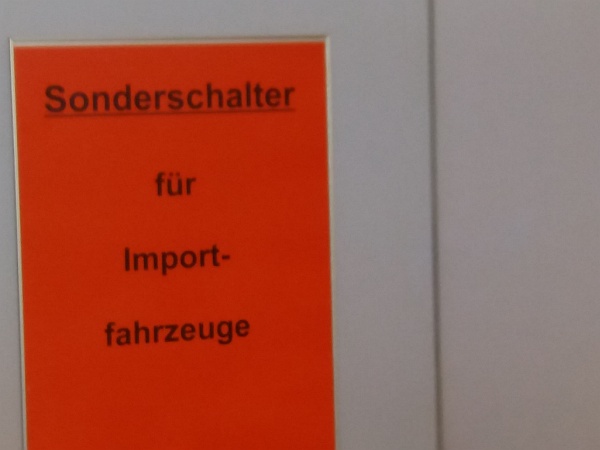 Sonderschalter
für
Import-
fahrzeuge